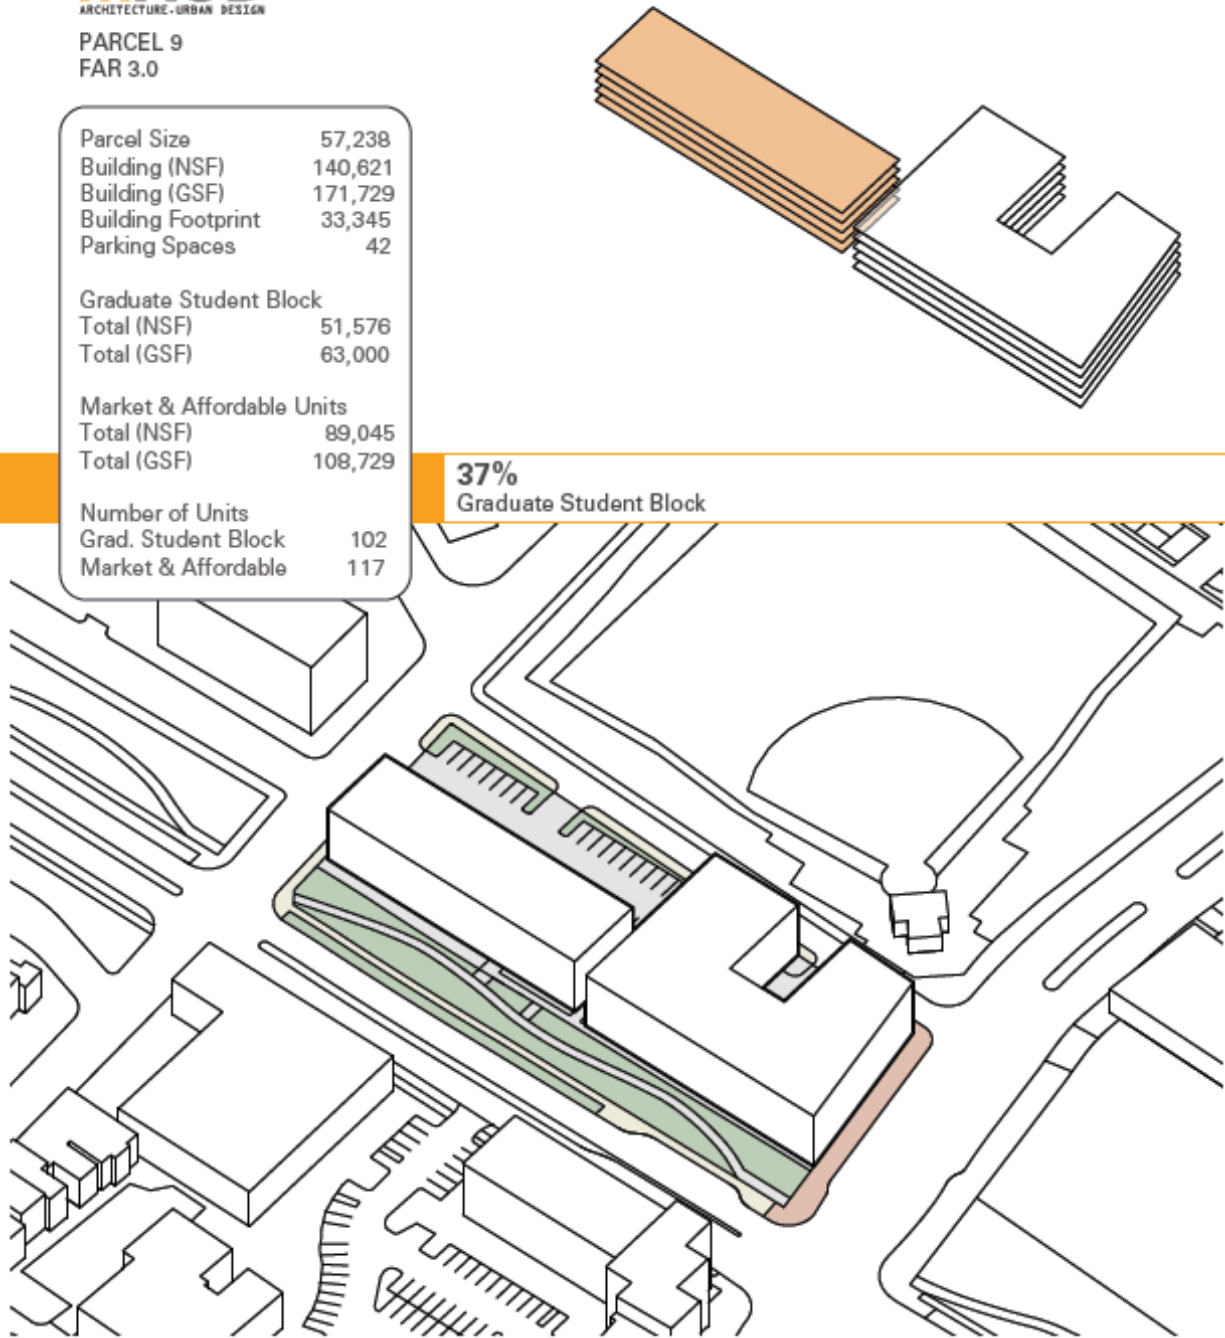 ARCHITECTURE·URBAN DESIGN
PARCEL 9
FAR 3.0
Parcel Size 57,238
Building (NSF) 140,621
Building (GSF) 171,729
Building Footprint 33,345
Parking Spaces 42
Graduate Student Block
Total (NSF) 51,576
Total (GSF) 63,000
Market & Affordable Units
Total (NSF) 89,045
Total (GSF) 108,729
Number of Units
Grad. Student Block 102
Market & Affordable 117
37%
Graduate Student Block